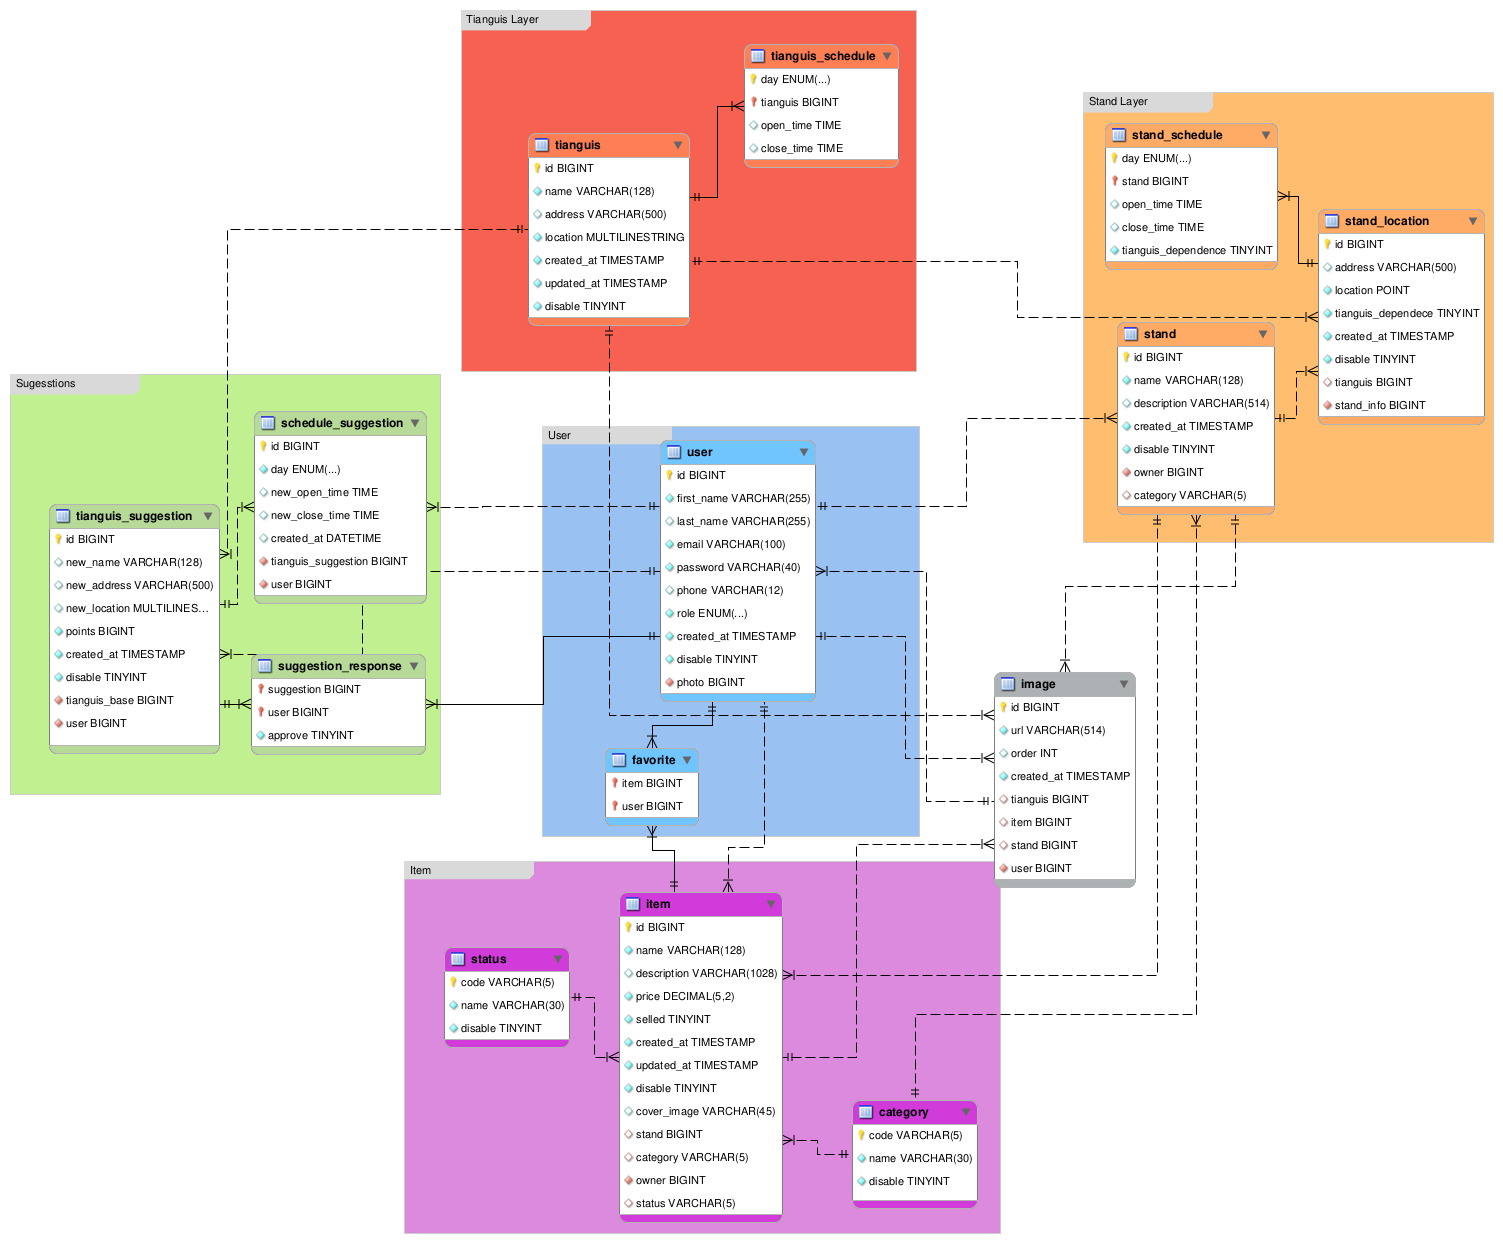 Tianguis Layer
tianguis_schedule
day ENUM(...)
tianguis BIGINT
open_time TIME
close_time TIME
tianguis
id BIGINT
name VARCHAR(128)
address VARCHAR(500)
location MULTILINESTRING
created_at TIMESTAMP
updated_at TIMESTAMP
disable TINYINT
Stand Layer
stand_schedule
day ENUM(...)
stand BIGINT
open_time TIME
close_time TIME
tianguis_dependence TINYINT
stand_location
id BIGINT
address VARCHAR(500)
location POINT
tianguis_dependece TINYINT
created_at TIMESTAMP
disable TINYINT
tianguis BIGINT
stand_info BIGINT
stand
id BIGINT
name VARCHAR(128)
description VARCHAR(514)
created_at TIMESTAMP
disable TINYINT
owner BIGINT
category VARCHAR(5)
Sugesstions
schedule_suggestion
id BIGINT
day ENUM(...)
new_open_time TIME
new_close_time TIME
created_at DATETIME
tianguis_suggestion BIGINT
user BIGINT
tianguis_suggestion
id BIGINT
new_name VARCHAR(128)
new_address VARCHAR(500)
new_location MULTILINES...
points BIGINT
created_at TIMESTAMP
disable TINYINT
tianguis_base BIGINT
user BIGINT
suggestion_response
suggestion BIGINT
user BIGINT
approve TINYINT
User
user
id BIGINT
first_name VARCHAR(255)
last_name VARCHAR(255)
email VARCHAR(100)
password VARCHAR(40)
phone VARCHAR(12)
role ENUM(...)
created_at TIMESTAMP
disable TINYINT
photo BIGINT
favorite
item BIGINT
user BIGINT
image
id BIGINT
url VARCHAR(514)
order INT
created_at TIMESTAMP
tianguis BIGINT
item BIGINT
stand BIGINT
user BIGINT
Item
item
id BIGINT
name VARCHAR(128)
description VARCHAR(1028)
price DECIMAL(5,2)
selled TINYINT
created_at TIMESTAMP
updated_at TIMESTAMP
disable TINYINT
cover_image VARCHAR(45)
stand BIGINT
category VARCHAR(5)
owner BIGINT
status VARCHAR(5)
status
code VARCHAR(5)
name VARCHAR(30)
disable TINYINT
category
code VARCHAR(5)
name VARCHAR(30)
disable TINYINT